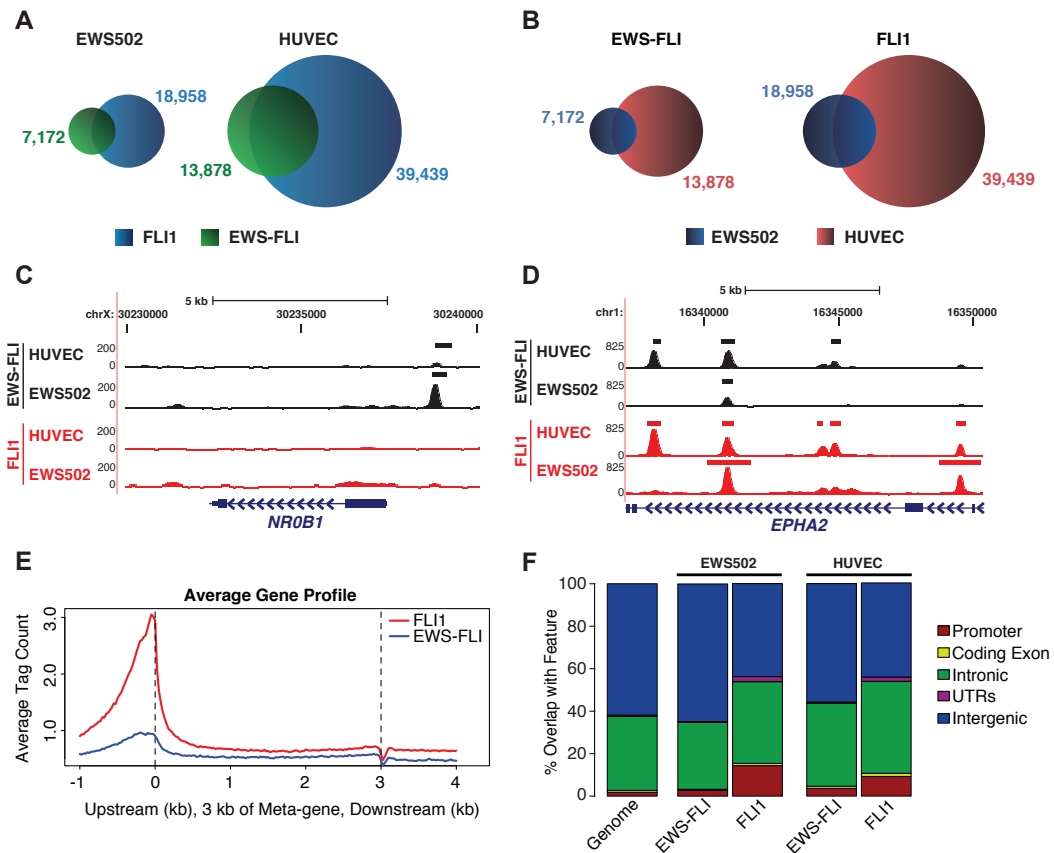 A
EWS502
HUVEC
18,958
7,172
13,878
39,439
FLI1
EWS-FLI
B
EWS-FLI
FLI1
18,958
7,172
13,878
39,439
EWS502
HUVEC
C
5 kb
chrX:
30230000
30235000
30240000
EWS-FLI
HUVEC
200
0
EWS502
200
0
FLI1
HUVEC
200
0
EWS502
200
0
NR0B1
D
5 kb
chr1:
16340000
16345000
16350000
EWS-FLI
HUVEC
825
0
EWS502
825
0
FLI1
HUVEC
825
0
EWS502
825
0
EPHA2
E
Average Gene Profile
FLI1
EWS-FLI
Average Tag Count
3.0
2.0
1.0
-1
0
1
2
3
4
Upstream (kb), 3 kb of Meta-gene, Downstream (kb)
F
EWS502
HUVEC
% Overlap with Feature
100
80
60
40
20
0
Genome
EWS-FLI
FLI1
EWS-FLI
FLI1
Promoter
Coding Exon
Intronic
UTRs
Intergenic